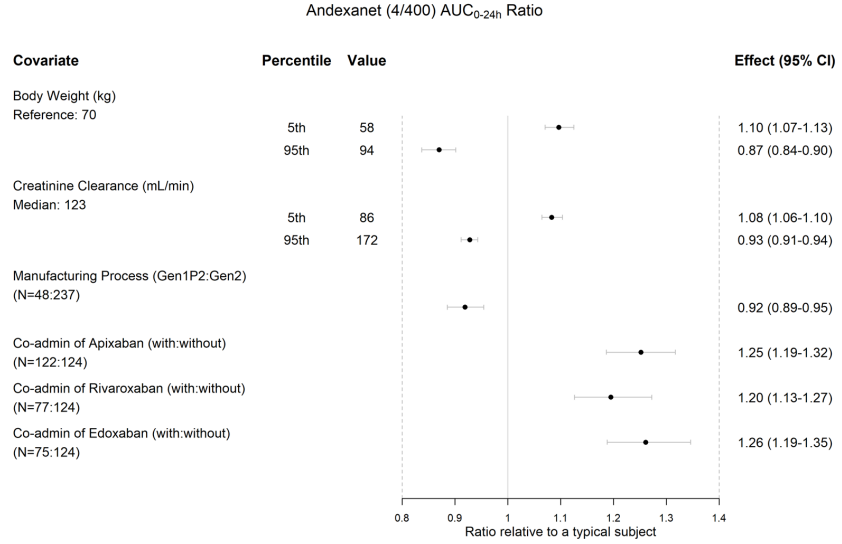 Andexanet (4/400) AUC0-24h Ratio
Covariate Percentile Value Effect (95% CI)
Body Weight (kg)
Reference: 70
5th 58 1.10 (1.07-1.13)
95th 94 0.87 (0.84-0.90)
Creatinine Clearance (mL/min)
Median: 123
5th 86 1.08 (1.06-1.10)
95th 172 0.93 (0.91-0.94)
Manufacturing Process (Gen1P2:Gen2)
(N=48:237)
0.92 (0.89-0.95)
Co-admin of Apixaban (with:without)
1.25 (1.19-1.32)
(N=122:124)
Co-admin of Rivaroxaban (with:without)
1.20 (1.13-1.27)
(N=77:124)
Co-admin of Edoxaban (with:without)
1.26 (1.19-1.35)
(N=75:124)
0.8 0.9 1 1.1 1.2 1.3 1.4
Ratio relative to a typical subject